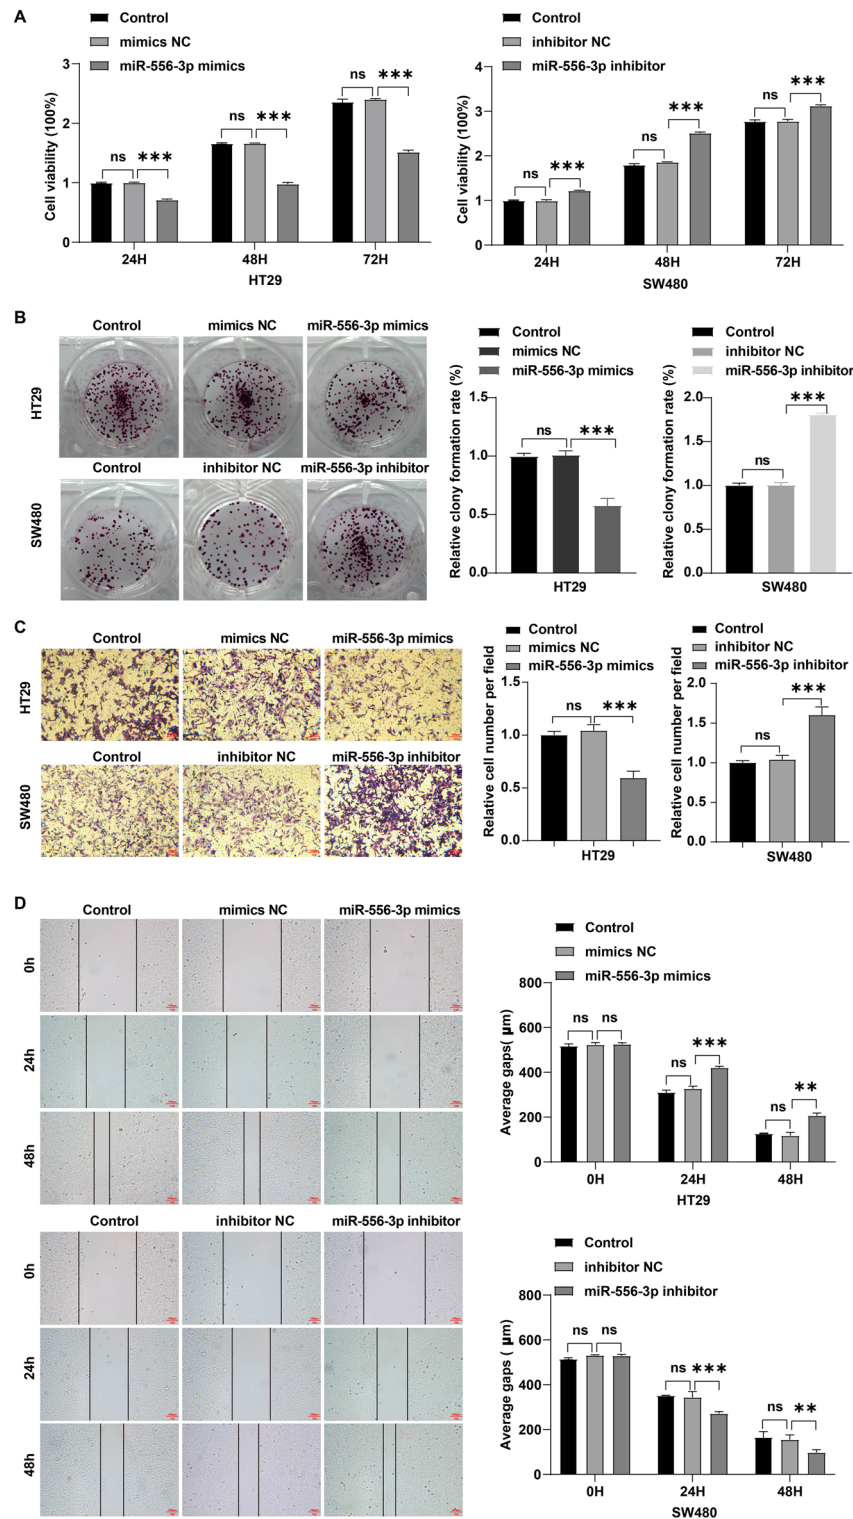 A
Control
mimics NC
miR-556-3p mimics
Cell viability (100%)
3
2
1
0
ns
***
ns
***
ns
***
24H
48H
72H
HT29
Control
inhibitor NC
miR-556-3p inhibitor
Cell viability (100%)
4
3
2
1
0
ns
***
ns
***
ns
***
24H
48H
72H
SW480
B
Control
mimics NC
miR-556-3p mimics
HT29
Control
inhibitor NC
miR-556-3p inhibitor
SW480
Control
mimics NC
miR-556-3p mimics
Relative clony formation rate (%)
1.5
1.0
0.5
0.0
ns
***
HT29
Control
inhibitor NC
miR-556-3p inhibitor
Relative clony formation rate (%)
2.0
1.5
1.0
0.5
0.0
ns
***
SW480
C
Control
mimics NC
miR-556-3p mimics
HT29
Control
inhibitor NC
miR-556-3p inhibitor
SW480
Control
mimics NC
miR-556-3p mimics
Relative cell number per field
1.5
1.0
0.5
0.0
ns
***
HT29
Control
inhibitor NC
miR-556-3p inhibitor
Relative cell number per field
2.0
1.5
1.0
0.5
0.0
ns
***
SW480
D
Control
mimics NC
miR-556-3p mimics
0h
24h
48h
Control
inhibitor NC
miR-556-3p inhibitor
0h
24h
48h
Control
mimics NC
miR-556-3p mimics
Average gaps( μm)
800
600
400
200
0
ns
ns
ns
***
ns
**
0H
24H
48H
HT29
Control
inhibitor NC
miR-556-3p inhibitor
Average gaps ( μm)
800
600
400
200
0
ns
ns
ns
***
ns
**
0H
24H
48H
SW480